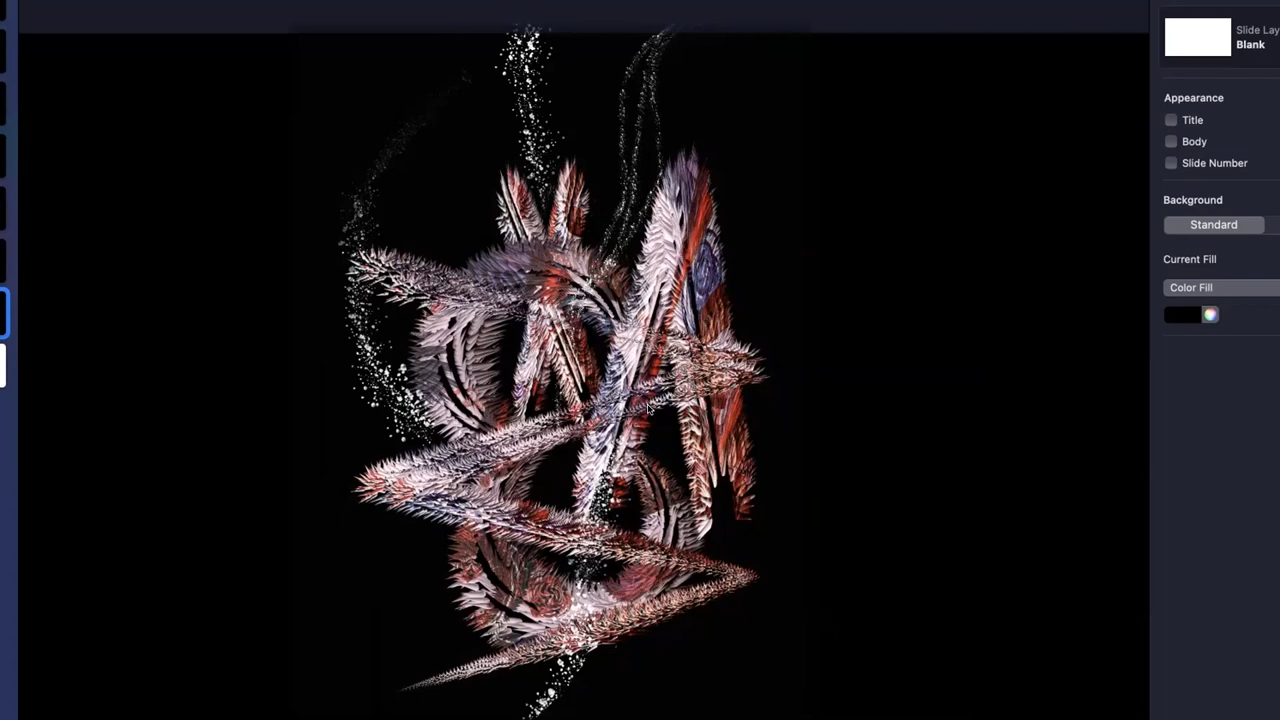 Slide Lay
Blank
Appearance
Title
Body
Slide Number
Background
Standard
Current Fill
Color Fill